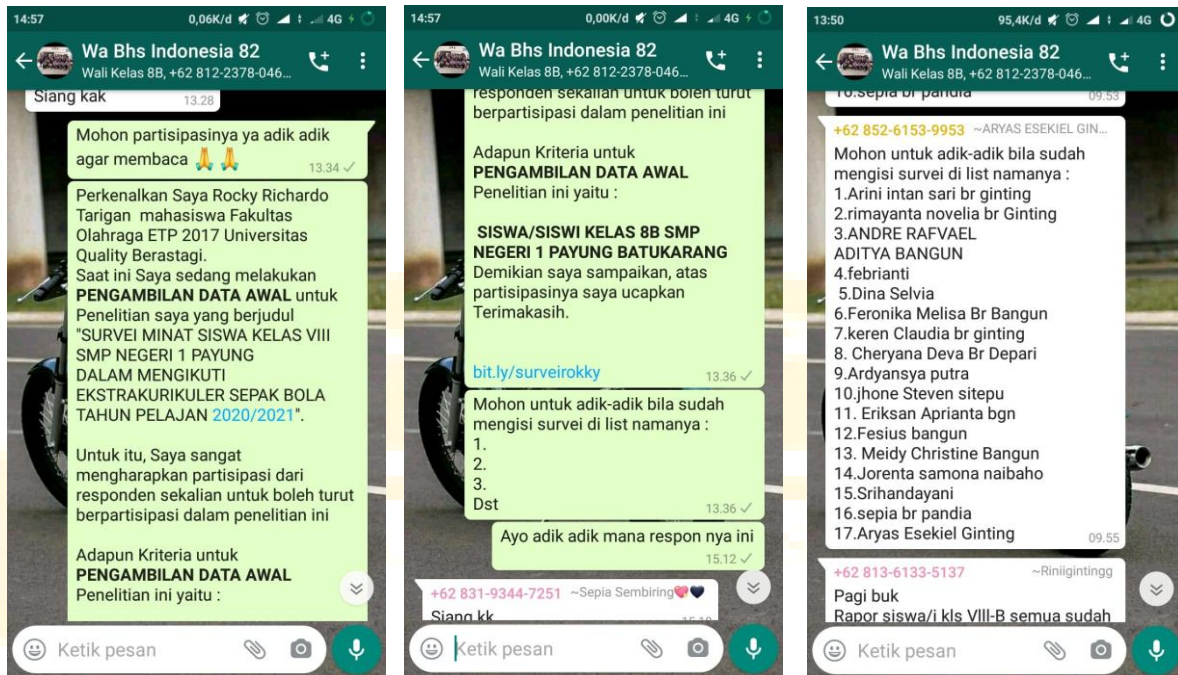 14:57
0,06K/d
4G
Wa Bhs Indonesia 82
Wali Kelas 8B, +62 812-2378-046...
Siang kak
13.28
Mohon partisipasinya ya adik adik
agar membaca 🙏 🙏
13.34
Perkenalkan Saya Rocky Richardo
Tarigan mahasiswa Fakultas
Olahraga ETP 2017 Universitas
Quality Berastagi.
Saat ini Saya sedang melakukan
PENGAMBILAN DATA AWAL untuk
Penelitian saya yang berjudul
"SURVEI MINAT SISWA KELAS VIII
SMP NEGERI 1 PAYUNG
DALAM MENGIKUTI
EKSTRAKURIKULER SEPAK BOLA
TAHUN PELAJAN 2020/2021".
Untuk itu, Saya sangat
mengharapkan partisipasi dari
responden sekalian untuk boleh turut
berpartisipasi dalam penelitian ini
Adapun Kriteria untuk
PENGAMBILAN DATA AWAL
Penelitian ini yaitu :
Ketik pesan
14:57
0,00K/d
4G
Wa Bhs Indonesia 82
Wali Kelas 8B, +62 812-2378-046...
responden sekalian untuk boleh turut
berpartisipasi dalam penelitian ini
Adapun Kriteria untuk
PENGAMBILAN DATA AWAL
Penelitian ini yaitu :
SISWA/SISWI KELAS 8B SMP
NEGERI 1 PAYUNG BATUKARANG
Demikian saya sampaikan, atas
partisipasinya saya ucapkan
Terimakasih.
bit.ly/surveirokky
13.36
Mohon untuk adik-adik bila sudah
mengisi survei di list namanya :
1.
2.
3.
Dst
13.36
Ayo adik adik mana respon nya ini
15.12
+62 831-9344-7251 ~Sepia Sembiring💖🖤
Siang kk
Ketik pesan
13:50
95,4K/d
4G
Wa Bhs Indonesia 82
Wali Kelas 8B, +62 812-2378-046...
16.sepia br pandia
09.53
+62 852-6153-9953 ~ARYAS ESEKIEL GIN...
Mohon untuk adik-adik bila sudah
mengisi survei di list namanya :
1.Arini intan sari br ginting
2.rimayanta novelia br Ginting
3.ANDRE RAFVAEL
ADITYA BANGUN
4.febrianti
5.Dina Selvia
6.Feronika Melisa Br Bangun
7.keren Claudia br ginting
8. Cheryana Deva Br Depari
9.Ardyansya putra
10.jhone Steven sitepu
11. Eriksan Aprianta bgn
12.Fesius bangun
13. Meidy Christine Bangun
14.Jorenta samona naibaho
15.Srihandayani
16.sepia br pandia
17.Aryas Esekiel Ginting
09.55
+62 813-6133-5137 ~Riniigintingg
Pagi buk
Rapor siswa/i kls Vlll-B semua sudah
Ketik pesan